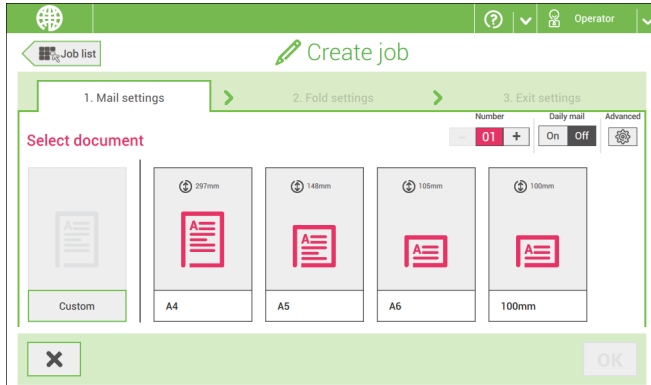 Operator
Job list
Create job
1. Mail settings
2. Fold settings
3. Exit settings
Select document
Number
01
Daily mail
On Off
Advanced
297mm
148mm
105mm
100mm
Custom
A4
A5
A6
100mm
OK